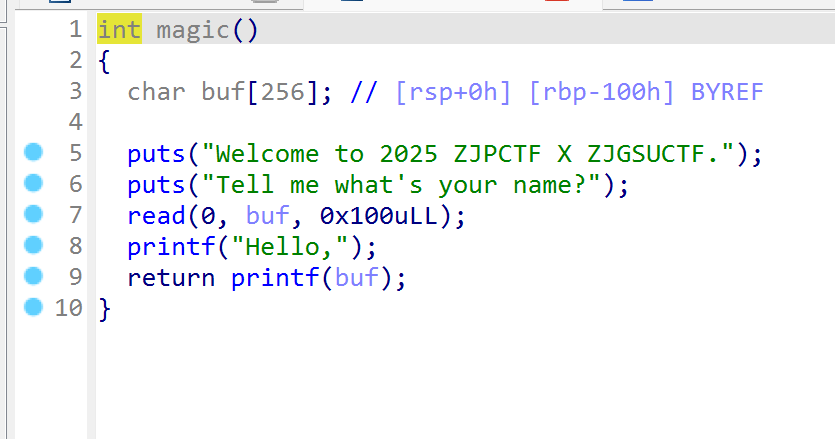 1 int magic()
2 {
3 char buf[256]; // [rsp+0h] [rbp-100h] BYREF
4
5 puts("Welcome to 2025 ZJPCTF X ZJGSUCTF.");
6 puts("Tell me what's your name?");
7 read(0, buf, 0x100uLL);
8 printf("Hello,");
9 return printf(buf);
10 }